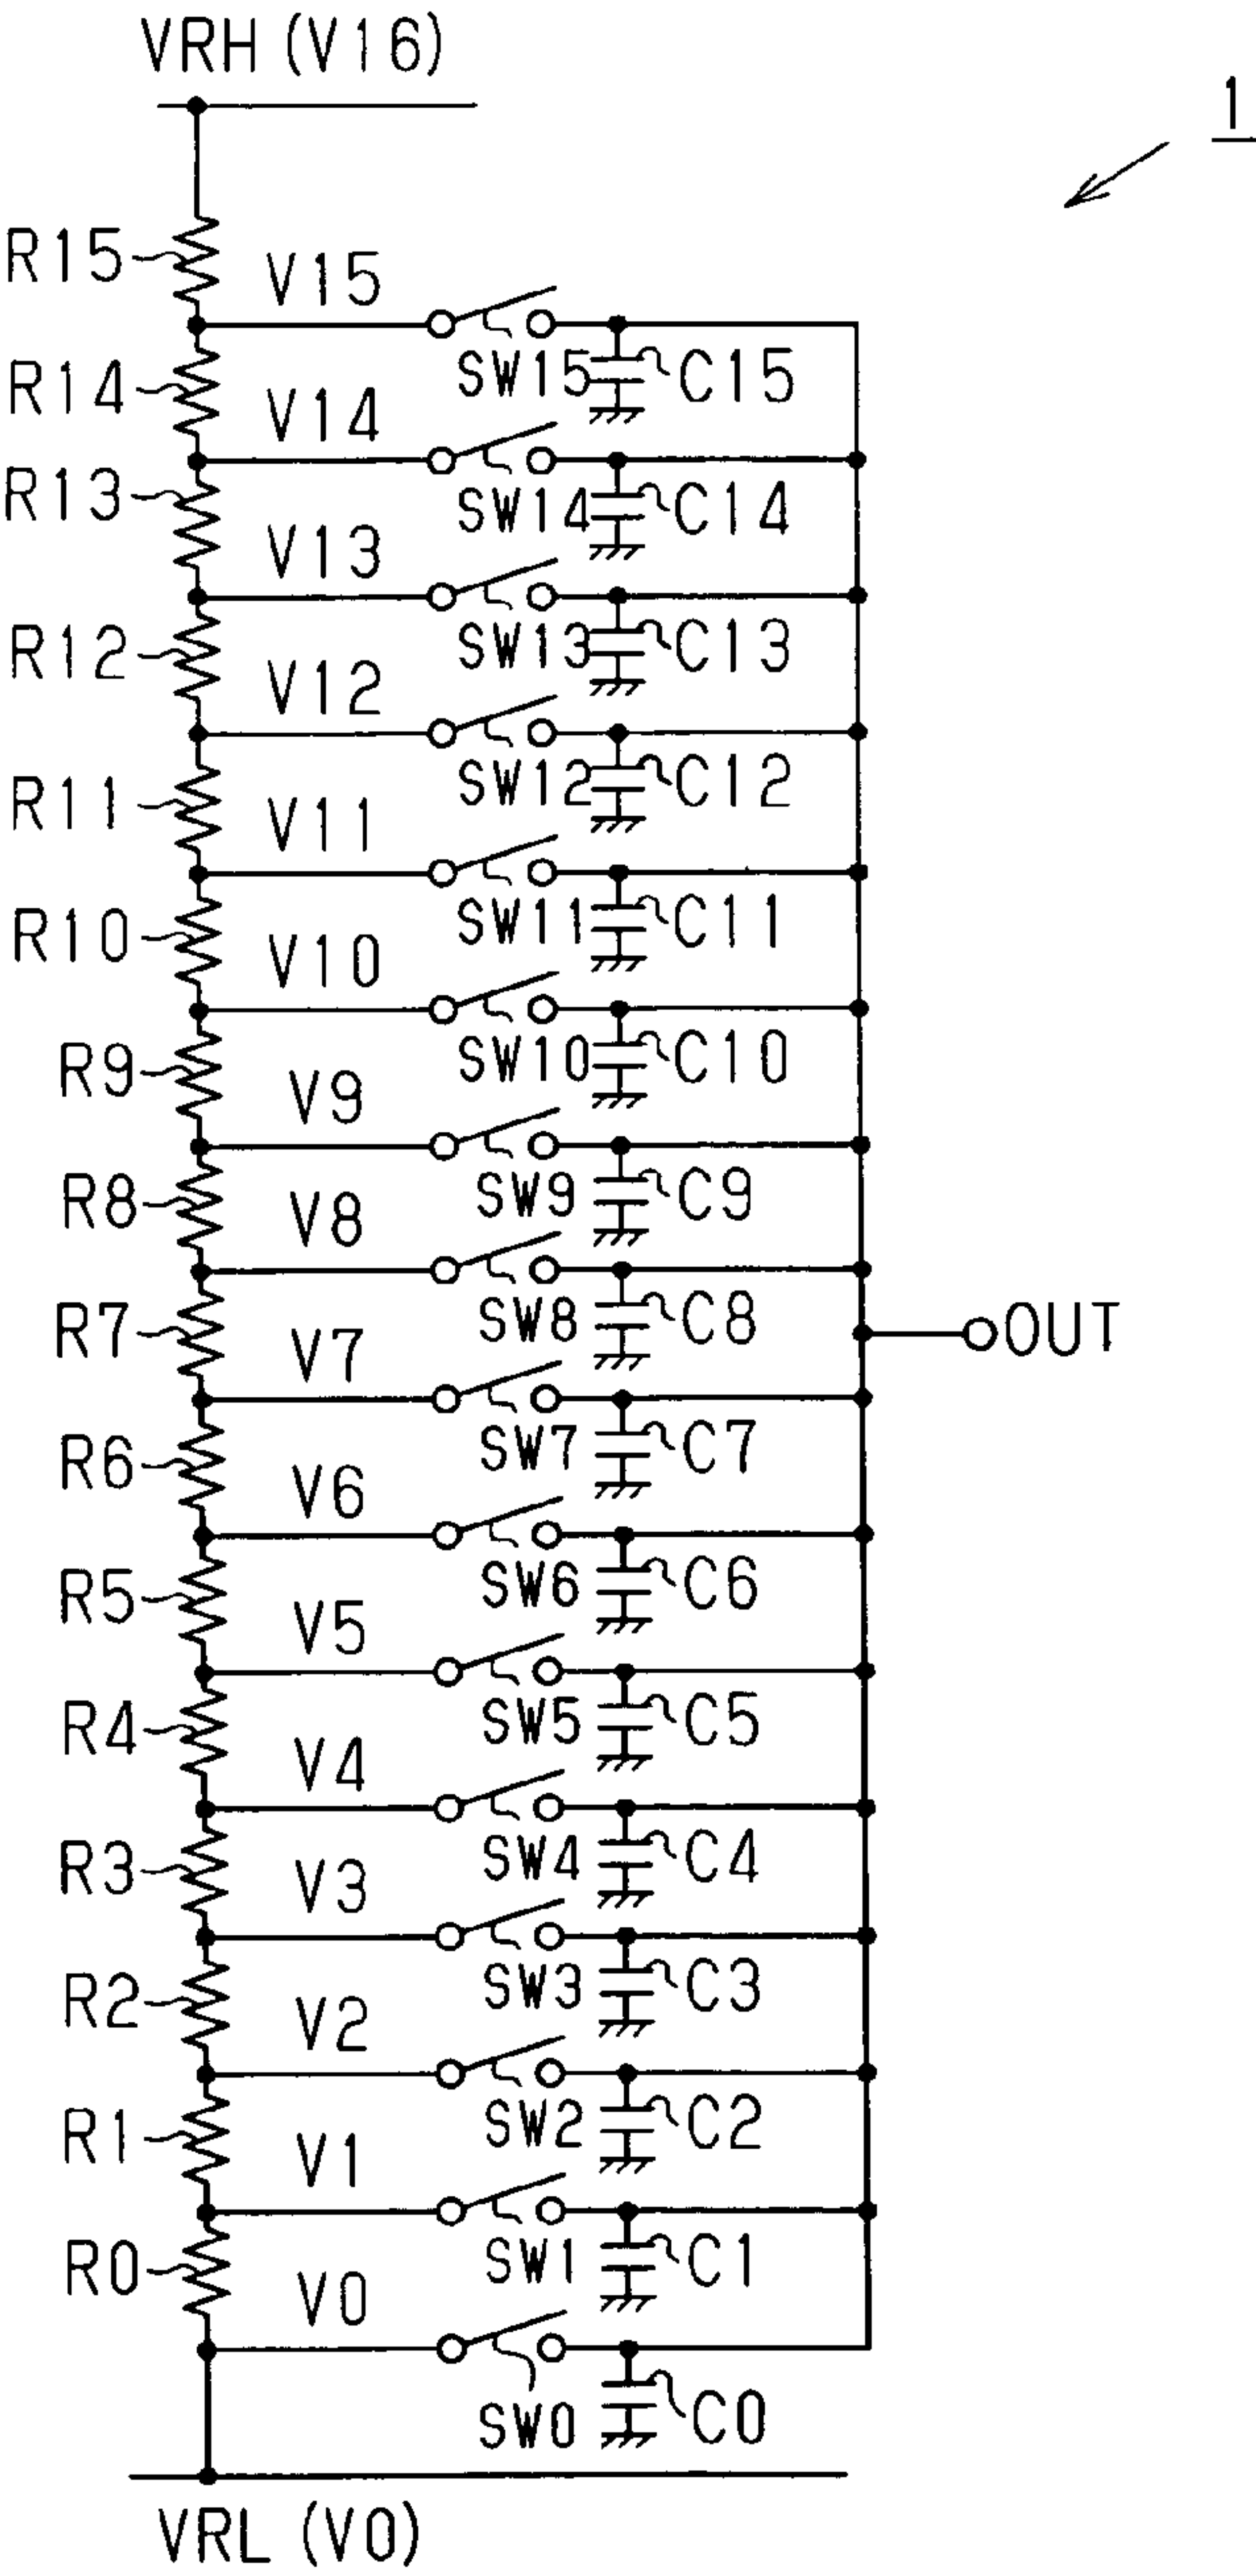 VRH (V16)
1
R15
V15
SW15
C15
R14
V14
SW14
C14
R13
V13
SW13
C13
R12
V12
SW12
C12
R11
V11
SW11
C11
R10
V10
SW10
C10
R9
V9
SW9
C9
R8
V8
SW8
C8
OUT
R7
V7
SW7
C7
R6
V6
SW6
C6
R5
V5
SW5
C5
R4
V4
SW4
C4
R3
V3
SW3
C3
R2
V2
SW2
C2
R1
V1
SW1
C1
R0
V0
SW0
C0
VRL (V0)